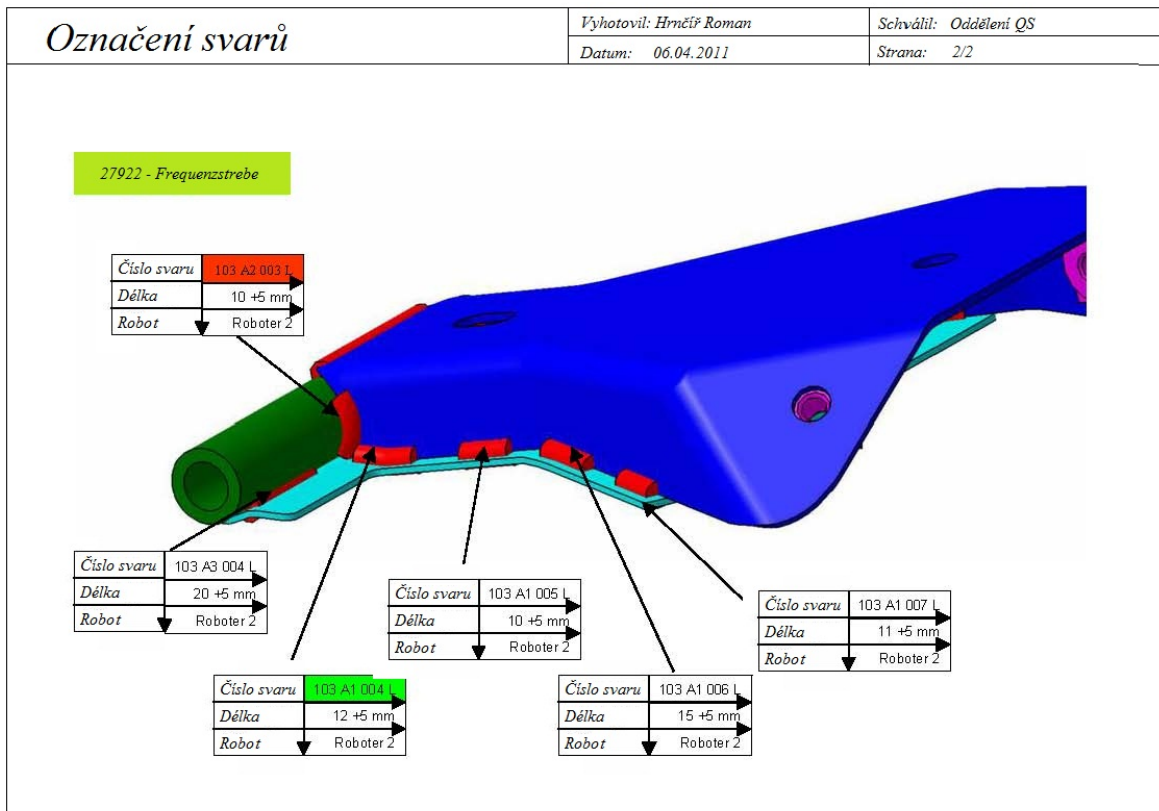 Označení svarů
Vyhotovil: Hrnčíř Roman
Schválil: Oddělení QS
Datum: 06.04.2011
Strana: 2/2
27922 - Frequenzstrebe
Číslo svaru 103 A2 003 L
Délka 10 +5 mm
Robot Roboter 2
Číslo svaru 103 A3 004 L
Délka 20 +5 mm
Robot Roboter 2
Číslo svaru 103 A1 005 L
Délka 10 +5 mm
Robot Roboter 2
Číslo svaru 103 A1 007 L
Délka 11 +5 mm
Robot Roboter 2
Číslo svaru 103 A1 004 L
Délka 12 +5 mm
Robot Roboter 2
Číslo svaru 103 A1 006 L
Délka 15 +5 mm
Robot Roboter 2